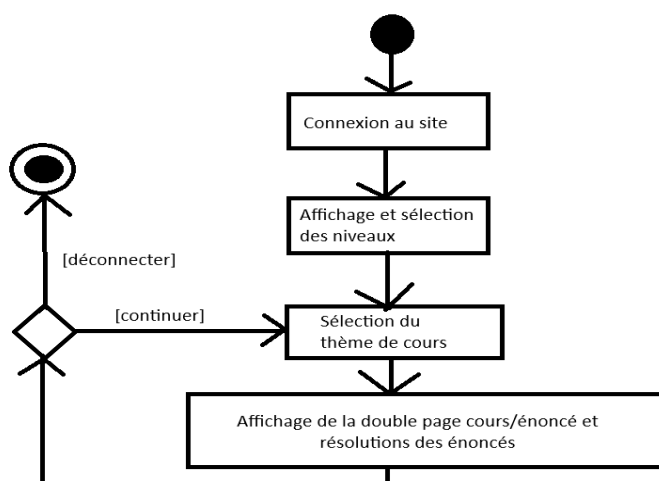 Connexion au site
Affichage et sélection
des niveaux
[déconnecter]
[continuer]
Sélection du
thème de cours
Affichage de la double page cours/énoncé et
résolutions des énoncés